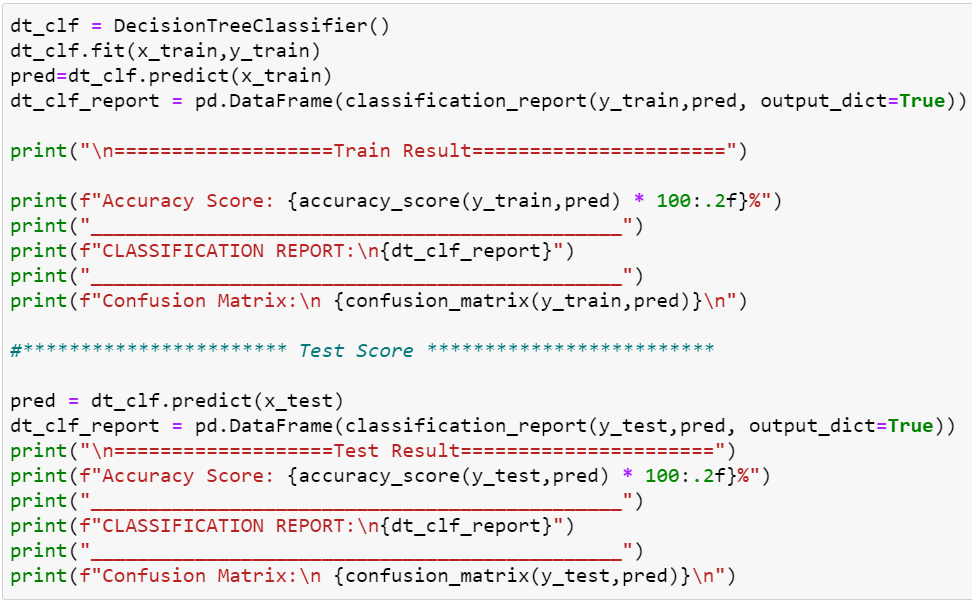 dt_clf = DecisionTreeClassifier()
dt_clf.fit(x_train,y_train)
pred=dt_clf.predict(x_train)
dt_clf_report = pd.DataFrame(classification_report(y_train,pred, output_dict=True))
print("\n===================Train Result======================")
print(f"Accuracy Score: {accuracy_score(y_train,pred) * 100:.2f}%")
print("______________________________________________")
print(f"CLASSIFICATION REPORT:\n{dt_clf_report}")
print("______________________________________________")
print(f"Confusion Matrix:\n {confusion_matrix(y_train,pred)}\n")
#*********************** Test Score *************************
pred = dt_clf.predict(x_test)
dt_clf_report = pd.DataFrame(classification_report(y_test,pred, output_dict=True))
print("\n===================Test Result======================")
print(f"Accuracy Score: {accuracy_score(y_test,pred) * 100:.2f}%")
print("______________________________________________")
print(f"CLASSIFICATION REPORT:\n{dt_clf_report}")
print("______________________________________________")
print(f"Confusion Matrix:\n {confusion_matrix(y_test,pred)}\n")